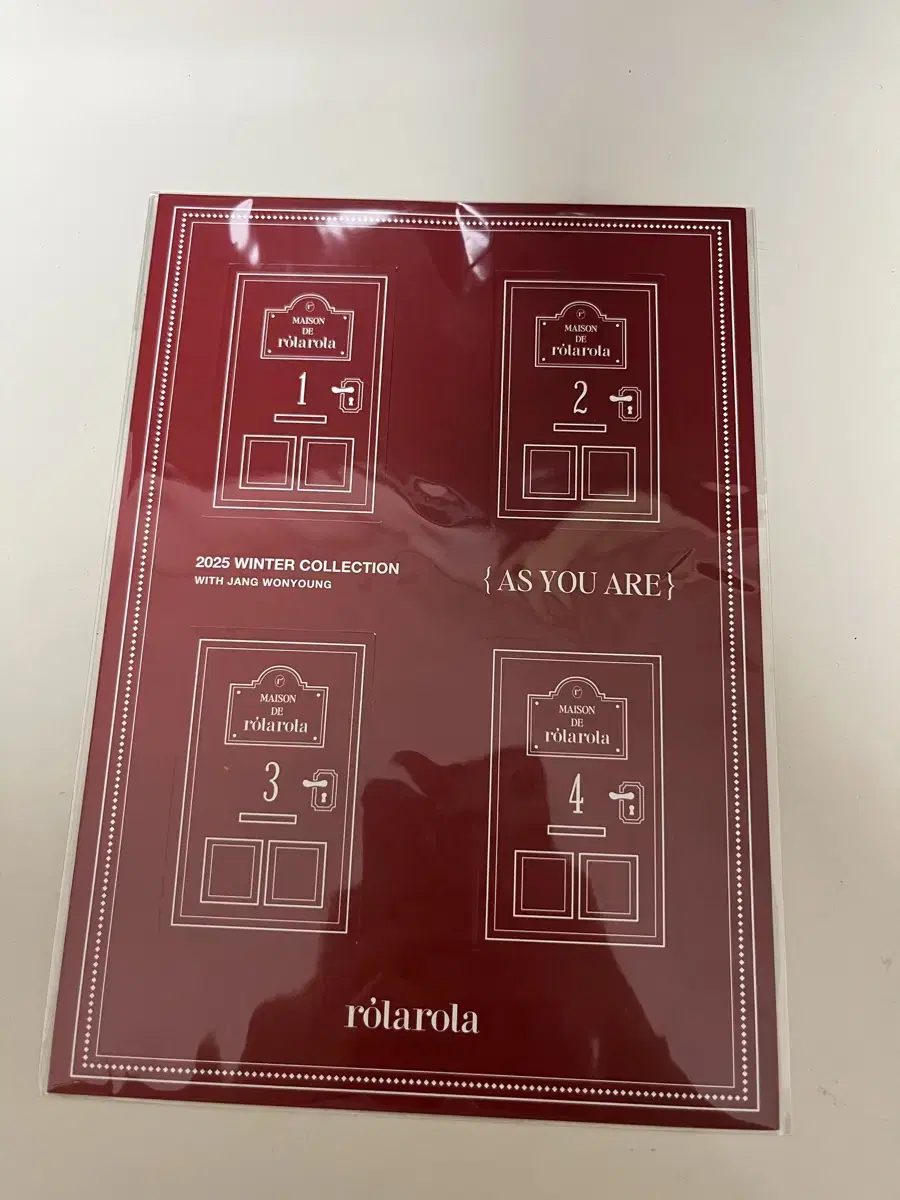 MAISON
DE
rólarola
1
MAISON
DE
rólarola
2
2025 WINTER COLLECTION
WITH JANG WONYOUNG
{AS YOU ARE}
MAISON
DE
rólarola
3
MAISON
DE
rólarola
4
rólarola